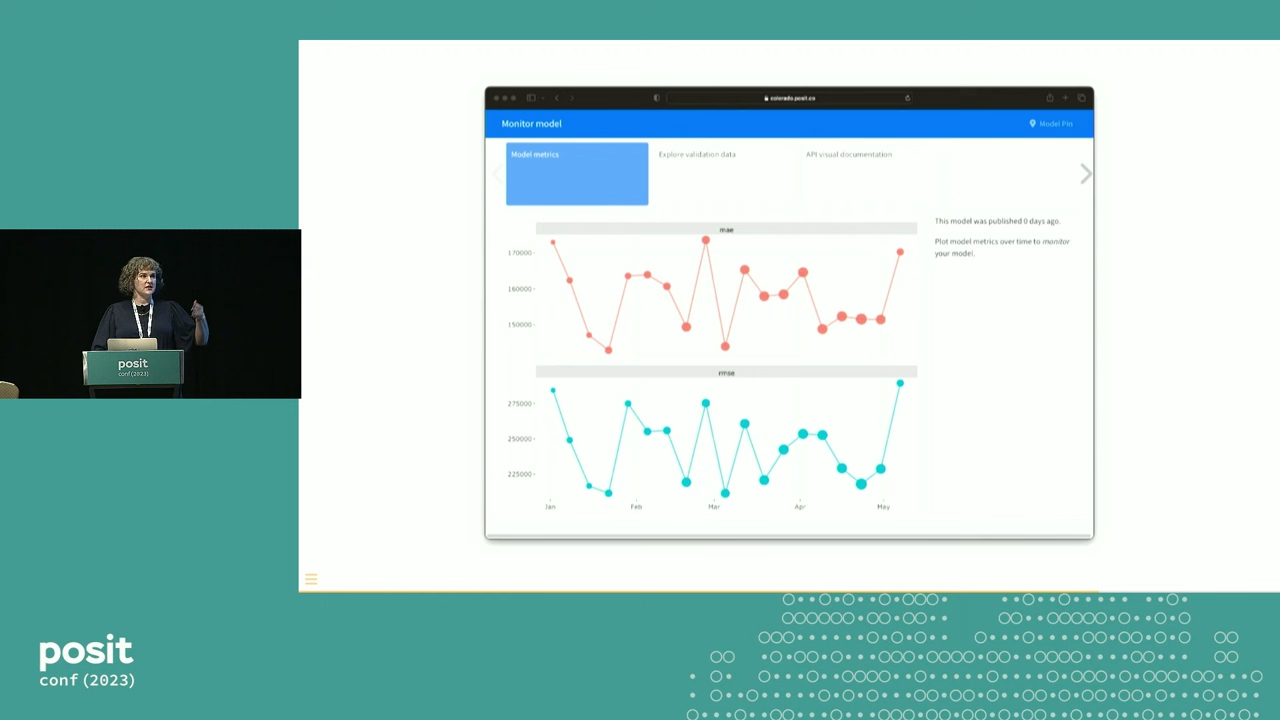 colorado.posit.co
Monitor model
Model Pin
Model metrics
Explore validation data
API visual documentation
This model was published 0 days ago.
Plot model metrics over time to monitor
your model.
mae
170000
160000
150000
rmse
275000
250000
225000
Jan
Feb
Mar
Apr
May
posit
conf(2023)
posit
conf(2023)